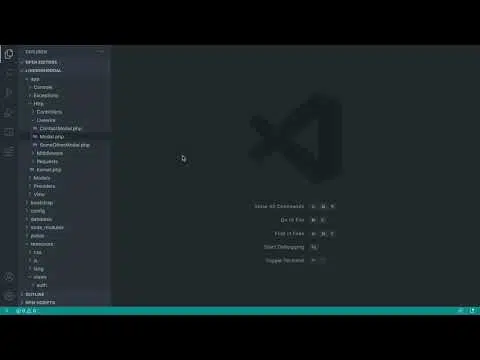 EXPLORER
OPEN EDITORS
app
Console
Exceptions
Http
Controllers
Livewire
ContactModal.php
Modal.php
SomeOtherModal.php
Middleware
Requests
Kernel.php
Models
Providers
View
bootstrap
config
database
node_modules
public
resources
css
js
lang
views
auth
OUTLINE
NPM SCRIPTS
Show All Commands
Go to File
Find in Files
Start Debugging
Toggle Terminal
0 0